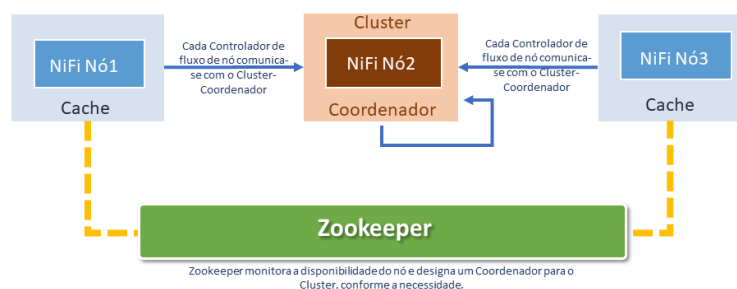 Cluster
Cada Controlador de
fluxo de nó comunica-
se com o Cluster-
Coordenador
Cada Controlador de
fluxo de nó comunica-
se com o Cluster-
Coordenador
NiFi Nó1
NiFi Nó2
NiFi Nó3
Cache
Coordenador
Cache
Zookeeper
Zookeeper monitora a disponibilidade do nó e designa um Coordenador para o
Cluster, conforme a necessidade.